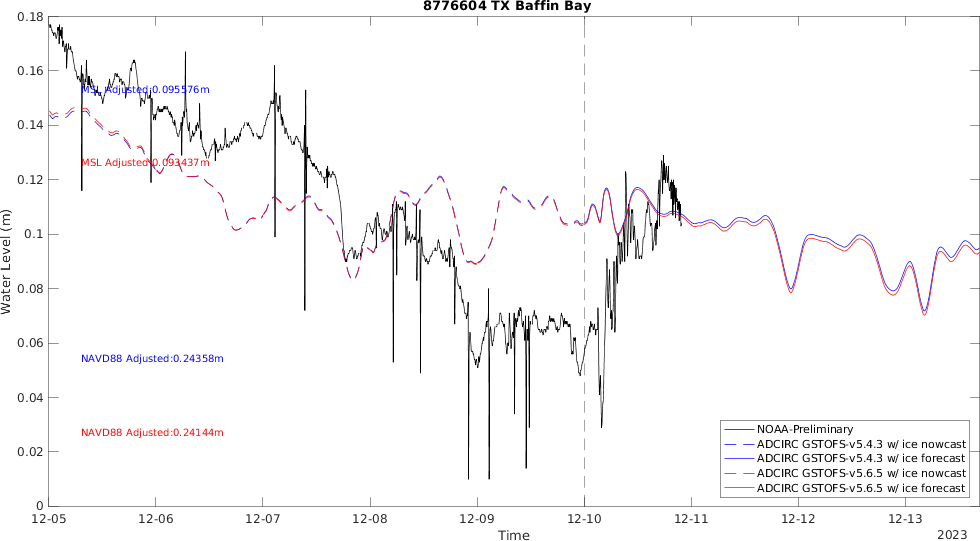 8776604 TX Baffin Bay
0.18
0.16
0.14
0.12
0.1
0.08
0.06
0.04
0.02
0
Water Level (m)
MSL Adjusted:0.095576m
MSL Adjusted:0.093437m
NAVD88 Adjusted:0.24358m
NAVD88 Adjusted:0.24144m
NOAA-Preliminary
ADCIRC GSTOFS-v5.4.3 w/ ice nowcast
ADCIRC GSTOFS-v5.4.3 w/ ice forecast
ADCIRC GSTOFS-v5.6.5 w/ ice nowcast
ADCIRC GSTOFS-v5.6.5 w/ ice forecast
12-05 12-06 12-07 12-08 12-09 12-10 12-11 12-12 12-13
Time
2023